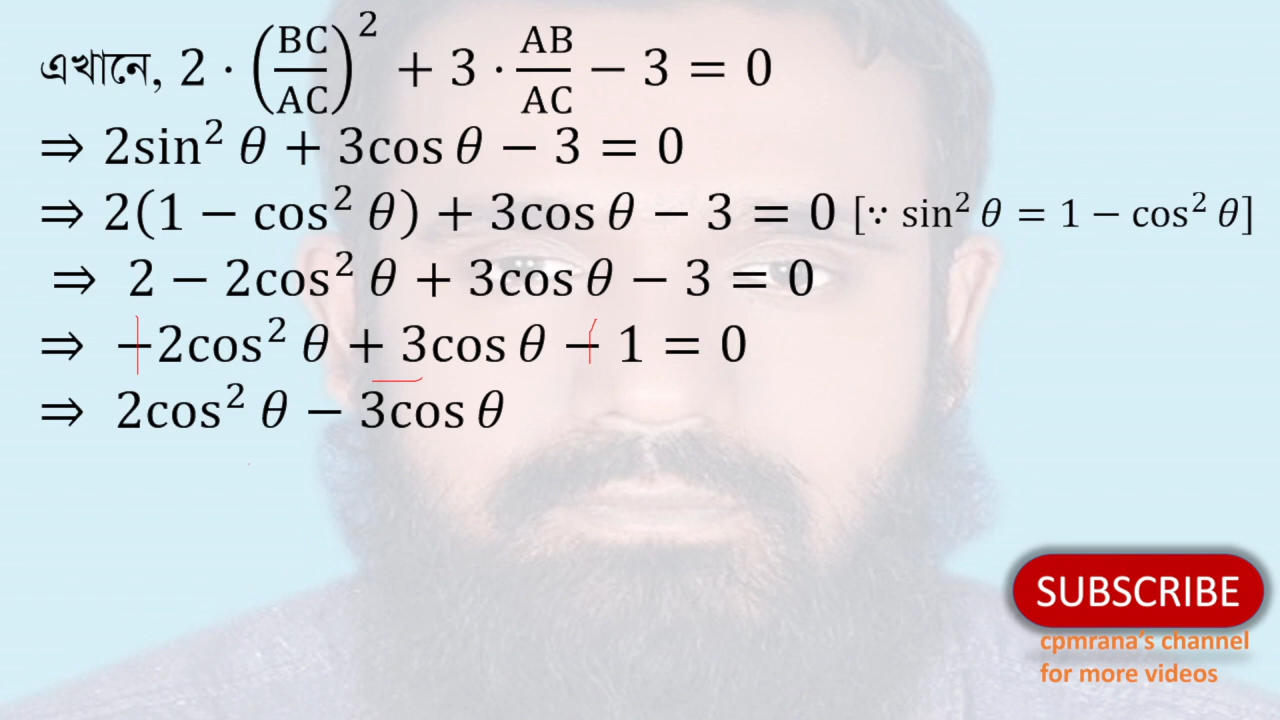 এখানে, 2 · (BC/AC)² + 3 · AB/AC − 3 = 0
⇒ 2sin² θ + 3cos θ − 3 = 0
⇒ 2(1 − cos² θ) + 3cos θ − 3 = 0 [∵ sin² θ = 1 − cos² θ]
⇒ 2 − 2cos² θ + 3cos θ − 3 = 0
⇒ −2cos² θ + 3cos θ − 1 = 0
⇒ 2cos² θ − 3cos θ
SUBSCRIBE
cpmrana's channel
for more videos